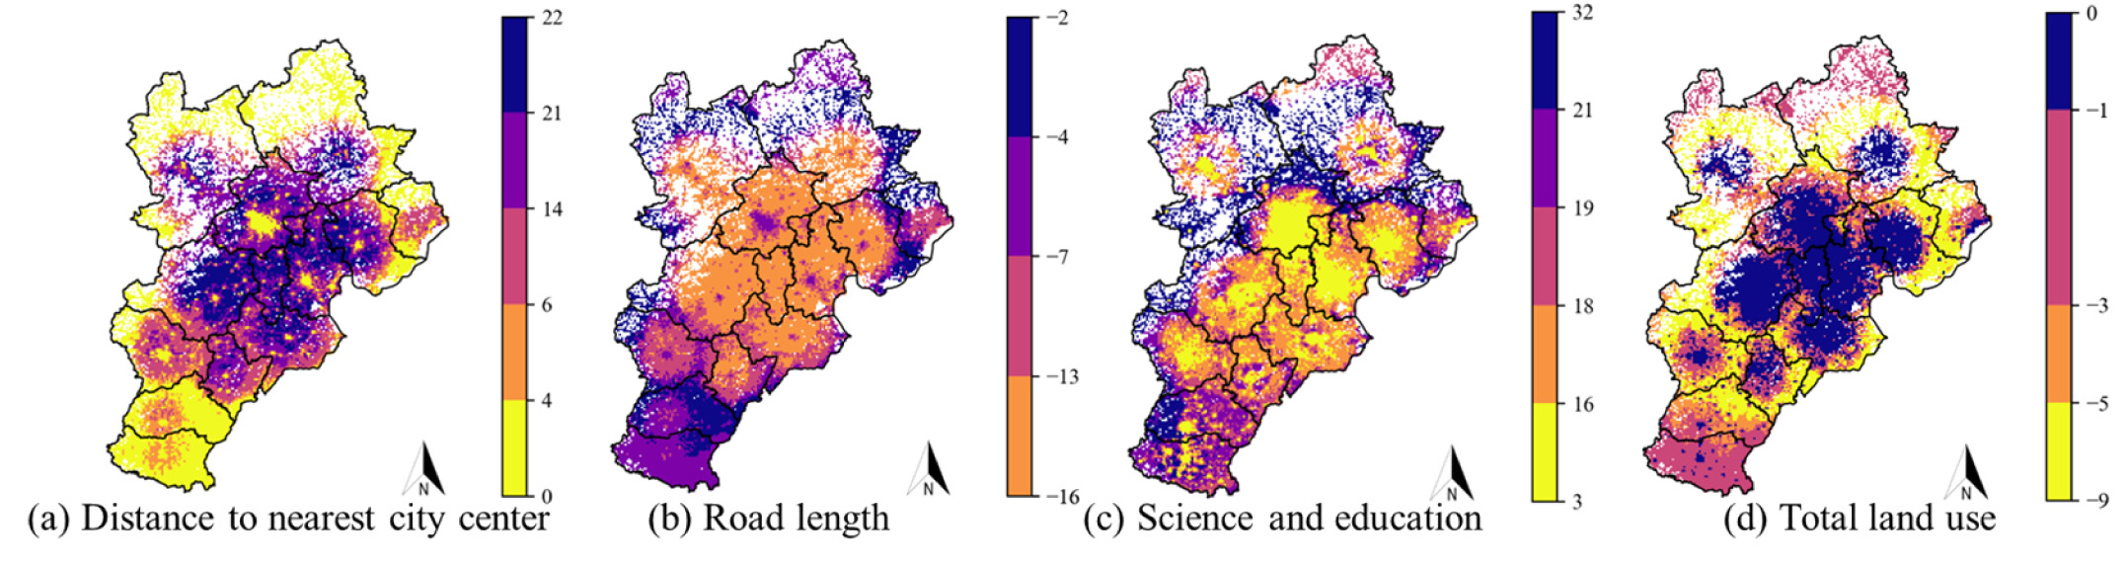 22
21
14
6
4
0
N
(a) Distance to nearest city center
−2
−4
−7
−13
−16
N
(b) Road length
32
21
19
18
16
3
N
(c) Science and education
0
−1
−3
−5
−9
N
(d) Total land use